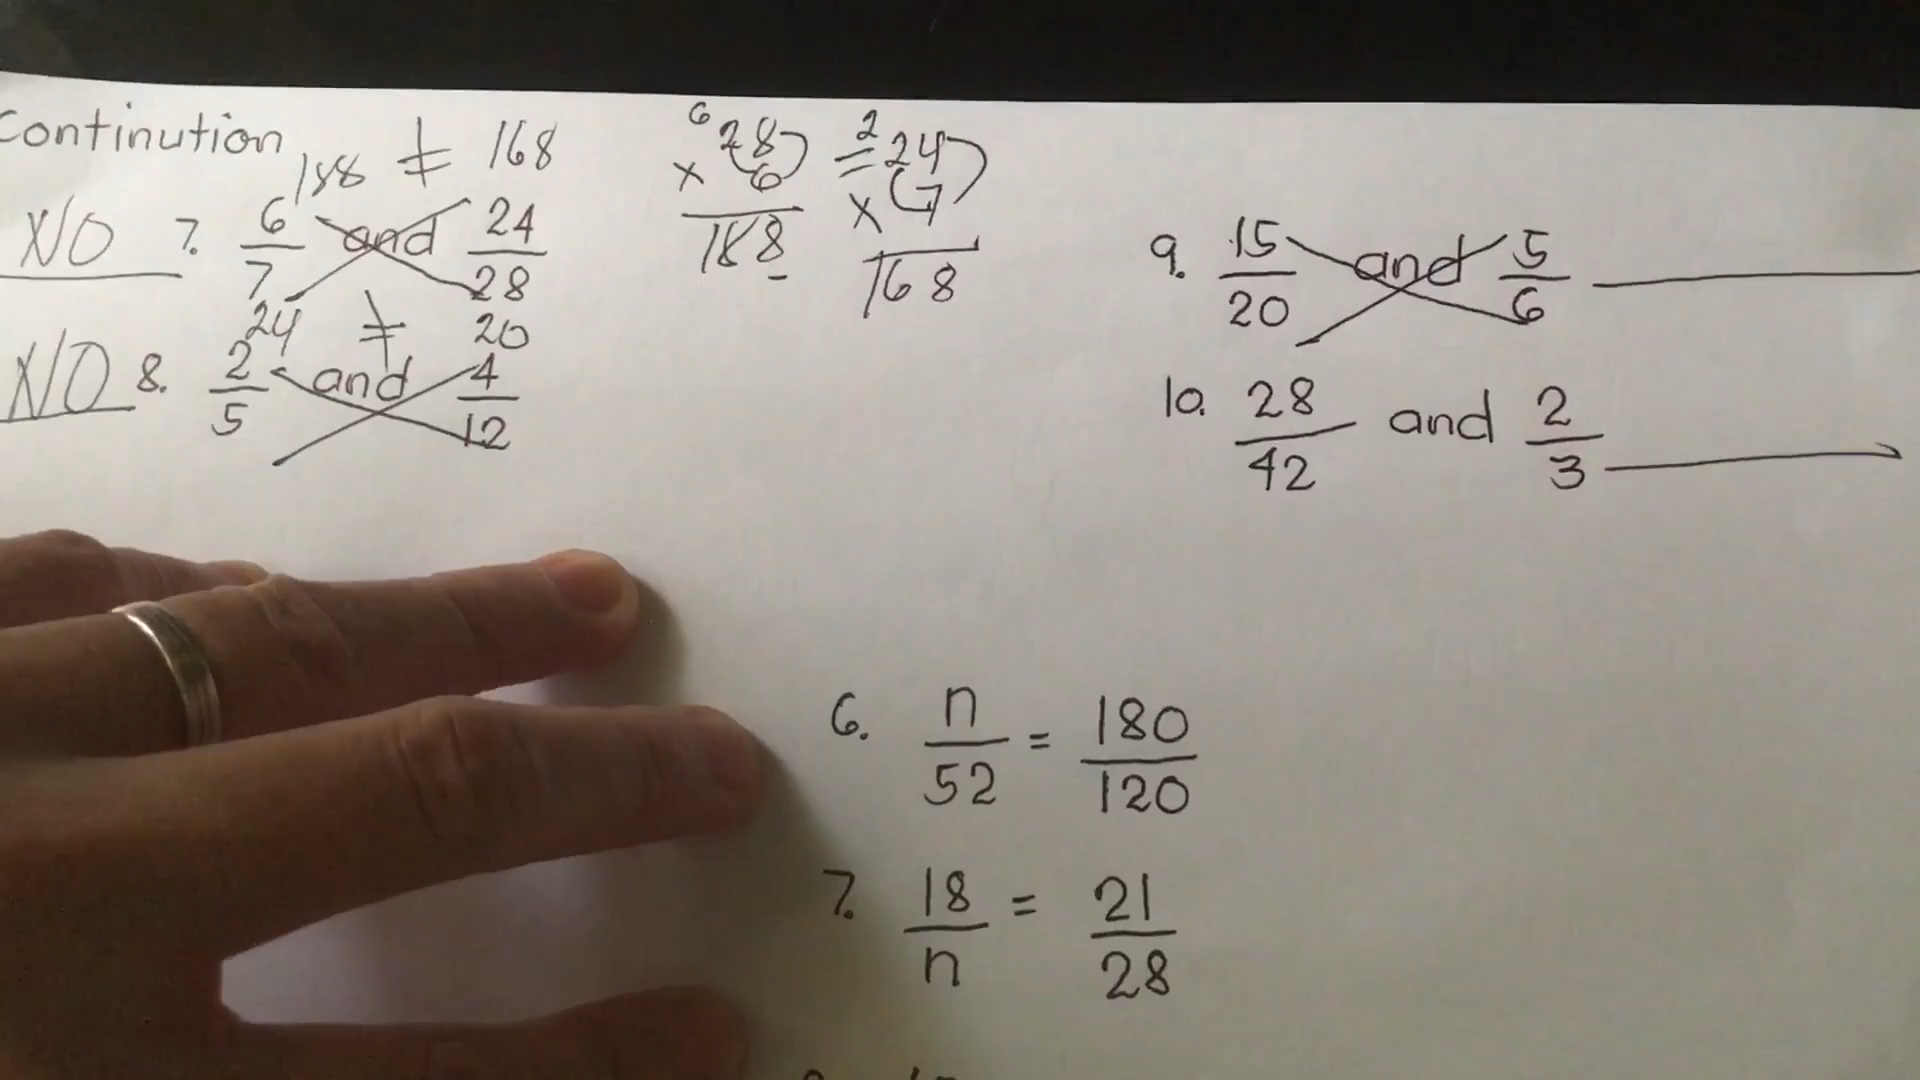 Continution
188 ≠ 168
NO 7. 6/7 and 24/28
24 ≠ 20
NO 8. 2/5 and 4/12
6
28
x 6
188
2
24
x 7
168
9. 15/20 and 5/6
10. 28/42 and 2/3
6. n/52 = 180/120
7. 18/n = 21/28